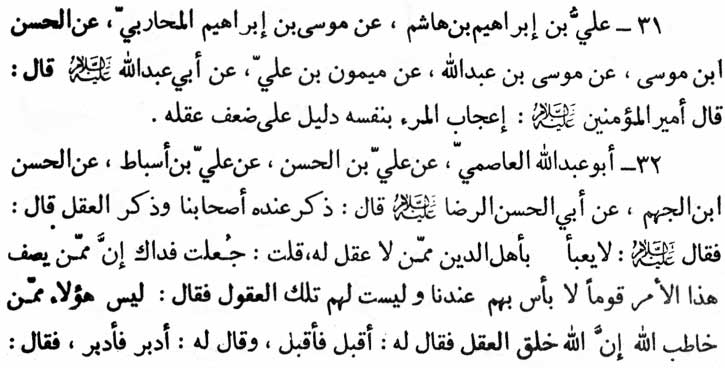 ٣١ ـ عليُّ بن إبراهيم بن هاشم ، عن موسى بن إبراهيم المحاربيّ ، عن الحسن
ابن موسى ، عن موسى بن عبدالله ، عن ميمون بن عليّ ، عن أبي عبدالله عليه السلام قال :
قال أمير المؤمنين عليه السلام : إعجاب المرء بنفسه دليل على ضعف عقله .
٣٢ ـ أبوعبدالله العاصميّ ، عن عليّ بن الحسن ، عن عليّ بن أسباط ، عن الحسن
ابن الجهم ، عن أبي الحسن الرضا عليه السلام قال : ذكر عنده أصحابنا وذكر العقل قال :
فقال عليه السلام : لا يعبأ بأهل الدين ممّن لا عقل له ، قلت : جُعلت فداك إنَّ ممّن يصف
هذا الأمر قوماً لا بأس بهم عندنا و ليست لهم تلك العقول فقال : ليس هؤلاء ممّن
خاطب الله إنَّ الله خلق العقل فقال له : أقبل فأقبل ، وقال له : أدبر فأدبر ، فقال :